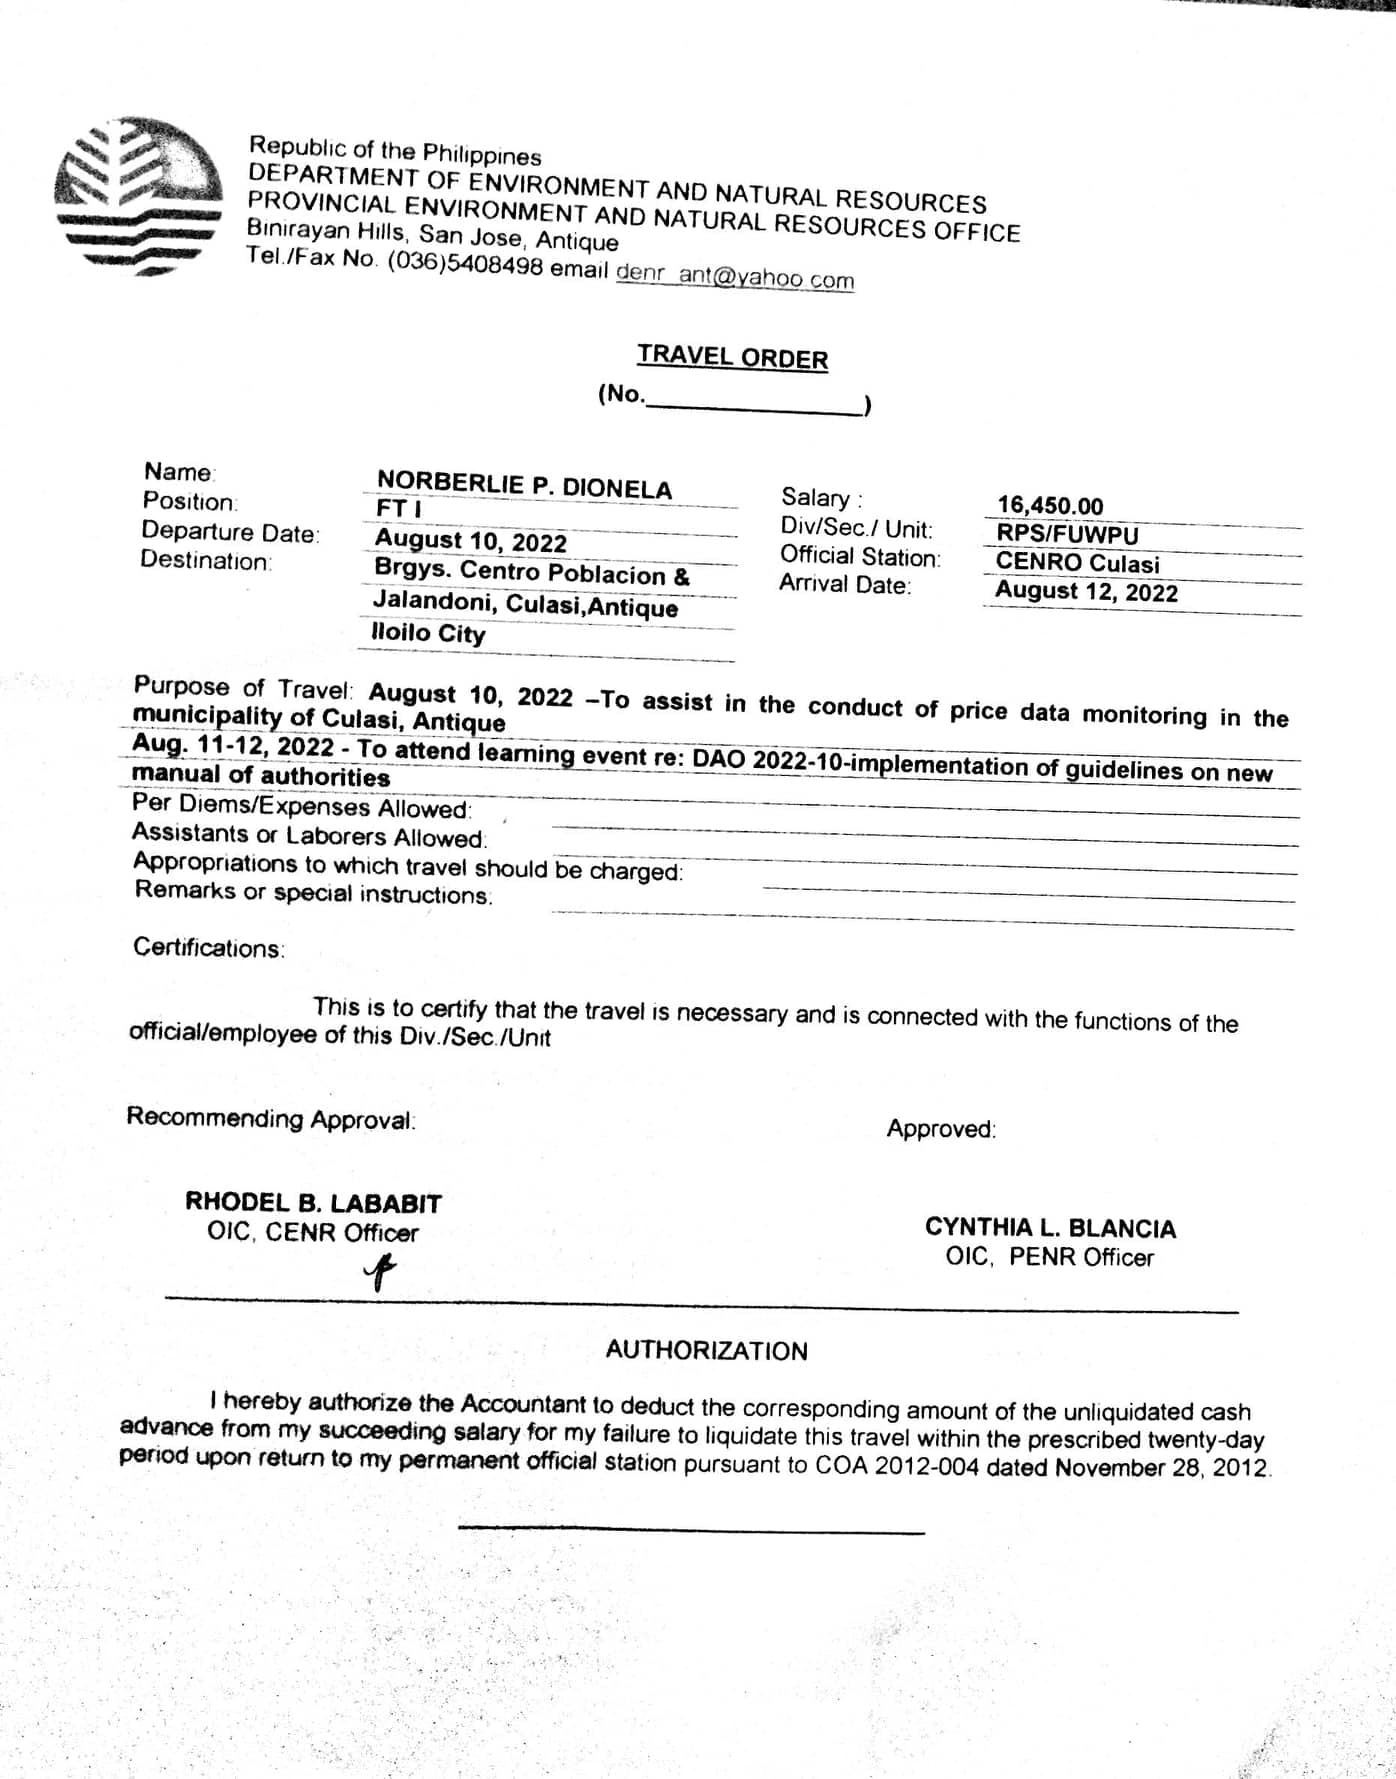 Republic of the Philippines
DEPARTMENT OF ENVIRONMENT AND NATURAL RESOURCES
PROVINCIAL ENVIRONMENT AND NATURAL RESOURCES OFFICE
Binirayan Hills, San Jose, Antique
Tel./Fax No. (036)5408498 email denr_ant@yahoo.com
TRAVEL ORDER
(No.________________)
Name: NORBERLIE P. DIONELA Salary : 16,450.00
Position: FT I Div/Sec./ Unit: RPS/FUWPU
Departure Date: August 10, 2022 Official Station: CENRO Culasi
Destination: Brgys. Centro Poblacion & Arrival Date: August 12, 2022
Jalandoni, Culasi,Antique
Iloilo City
Purpose of Travel: August 10, 2022 –To assist in the conduct of price data monitoring in the
municipality of Culasi, Antique
Aug. 11-12, 2022 - To attend learning event re: DAO 2022-10-implementation of guidelines on new
manual of authorities
Per Diems/Expenses Allowed:
Assistants or Laborers Allowed:
Appropriations to which travel should be charged:
Remarks or special instructions:
Certifications:
This is to certify that the travel is necessary and is connected with the functions of the
official/employee of this Div./Sec./Unit
Recommending Approval: Approved:
RHODEL B. LABABIT CYNTHIA L. BLANCIA
OIC, CENR Officer OIC, PENR Officer
AUTHORIZATION
I hereby authorize the Accountant to deduct the corresponding amount of the unliquidated cash
advance from my succeeding salary for my failure to liquidate this travel within the prescribed twenty-day
period upon return to my permanent official station pursuant to COA 2012-004 dated November 28, 2012.